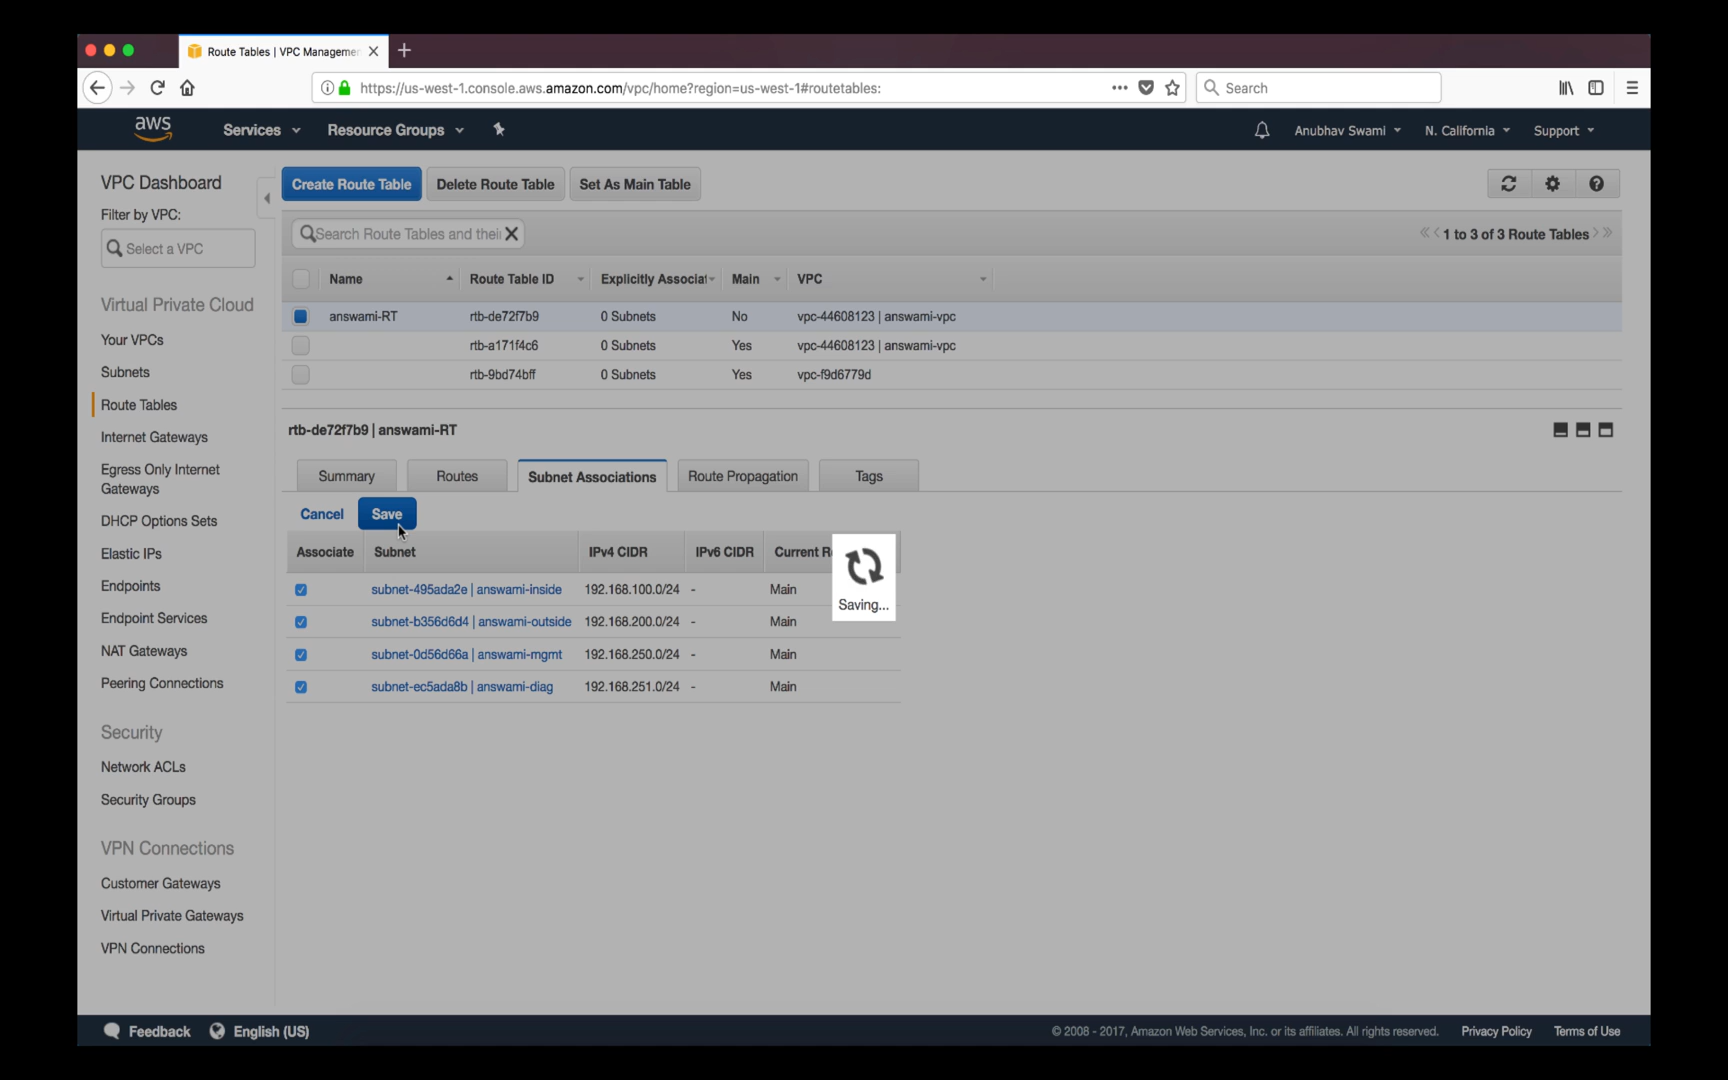 Route Tables | VPC Managemen
https://us-west-1.console.aws.amazon.com/vpc/home?region=us-west-1#routetables:
Search
aws
Services
Resource Groups
Anubhav Swami
N. California
Support
VPC Dashboard
Filter by VPC:
Select a VPC
Virtual Private Cloud
Your VPCs
Subnets
Route Tables
Internet Gateways
Egress Only Internet
Gateways
DHCP Options Sets
Elastic IPs
Endpoints
Endpoint Services
NAT Gateways
Peering Connections
Security
Network ACLs
Security Groups
VPN Connections
Customer Gateways
Virtual Private Gateways
VPN Connections
Create Route Table
Delete Route Table
Set As Main Table
Search Route Tables and thei
1 to 3 of 3 Route Tables
Name Route Table ID Explicitly Associat Main VPC
answami-RT rtb-de72f7b9 0 Subnets No vpc-44608123 | answami-vpc
rtb-a171f4c6 0 Subnets Yes vpc-44608123 | answami-vpc
rtb-9bd74bff 0 Subnets Yes vpc-f9d6779d
rtb-de72f7b9 | answami-RT
Summary
Routes
Subnet Associations
Route Propagation
Tags
Cancel
Save
Associate Subnet IPv4 CIDR IPv6 CIDR Current R
subnet-495ada2e | answami-inside 192.168.100.0/24 - Main
subnet-b356d6d4 | answami-outside 192.168.200.0/24 - Main
subnet-0d56d66a | answami-mgmt 192.168.250.0/24 - Main
subnet-ec5ada8b | answami-diag 192.168.251.0/24 - Main
Saving...
Feedback
English (US)
© 2008 - 2017, Amazon Web Services, Inc. or its affiliates. All rights reserved.
Privacy Policy
Terms of Use